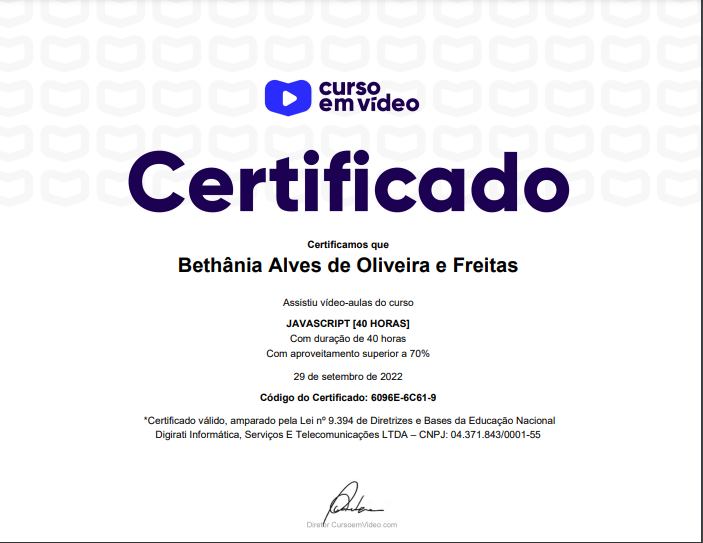 curso
em vídeo
Certificado
Certificamos que
Bethânia Alves de Oliveira e Freitas
Assistiu vídeo-aulas do curso
JAVASCRIPT [40 HORAS]
Com duração de 40 horas
Com aproveitamento superior a 70%
29 de setembro de 2022
Código do Certificado: 6096E-6C61-9
*Certificado válido, amparado pela Lei nº 9.394 de Diretrizes e Bases da Educação Nacional
Digirati Informática, Serviços E Telecomunicações LTDA – CNPJ: 04.371.843/0001-55
Diretor CursoemVideo.com